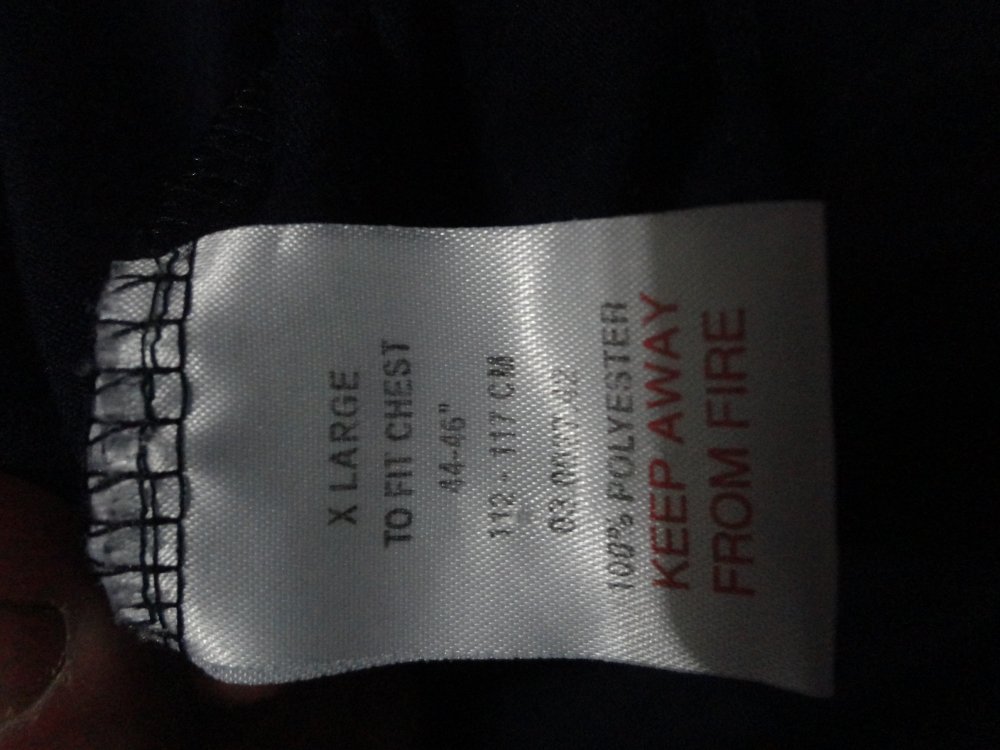 X LARGE
TO FIT CHEST
44-46"
112 - 117 CM
100% POLYESTER
KEEP AWAY
FROM FIRE